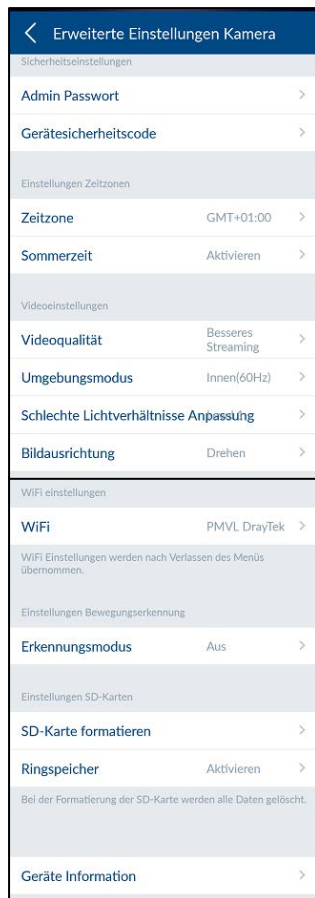 Erweiterte Einstellungen Kamera
Sicherheitseinstellungen
Admin Passwort
Gerätesicherheitscode
Einstellungen Zeitzonen
Zeitzone GMT+01:00
Sommerzeit Aktivieren
Videoeinstellungen
Videoqualität Besseres
Streaming
Umgebungsmodus Innen(60Hz)
Schlechte Lichtverhältnisse Anpassung
Bildausrichtung Drehen
WiFi einstellungen
WiFi PMVL DrayTek
WiFi Einstellungen werden nach Verlassen des Menüs
übernommen.
Einstellungen Bewegungserkennung
Erkennungsmodus Aus
Einstellungen SD-Karten
SD-Karte formatieren
Ringspeicher Aktivieren
Bei der Formatierung der SD-Karte werden alle Daten gelöscht.
Geräte Information